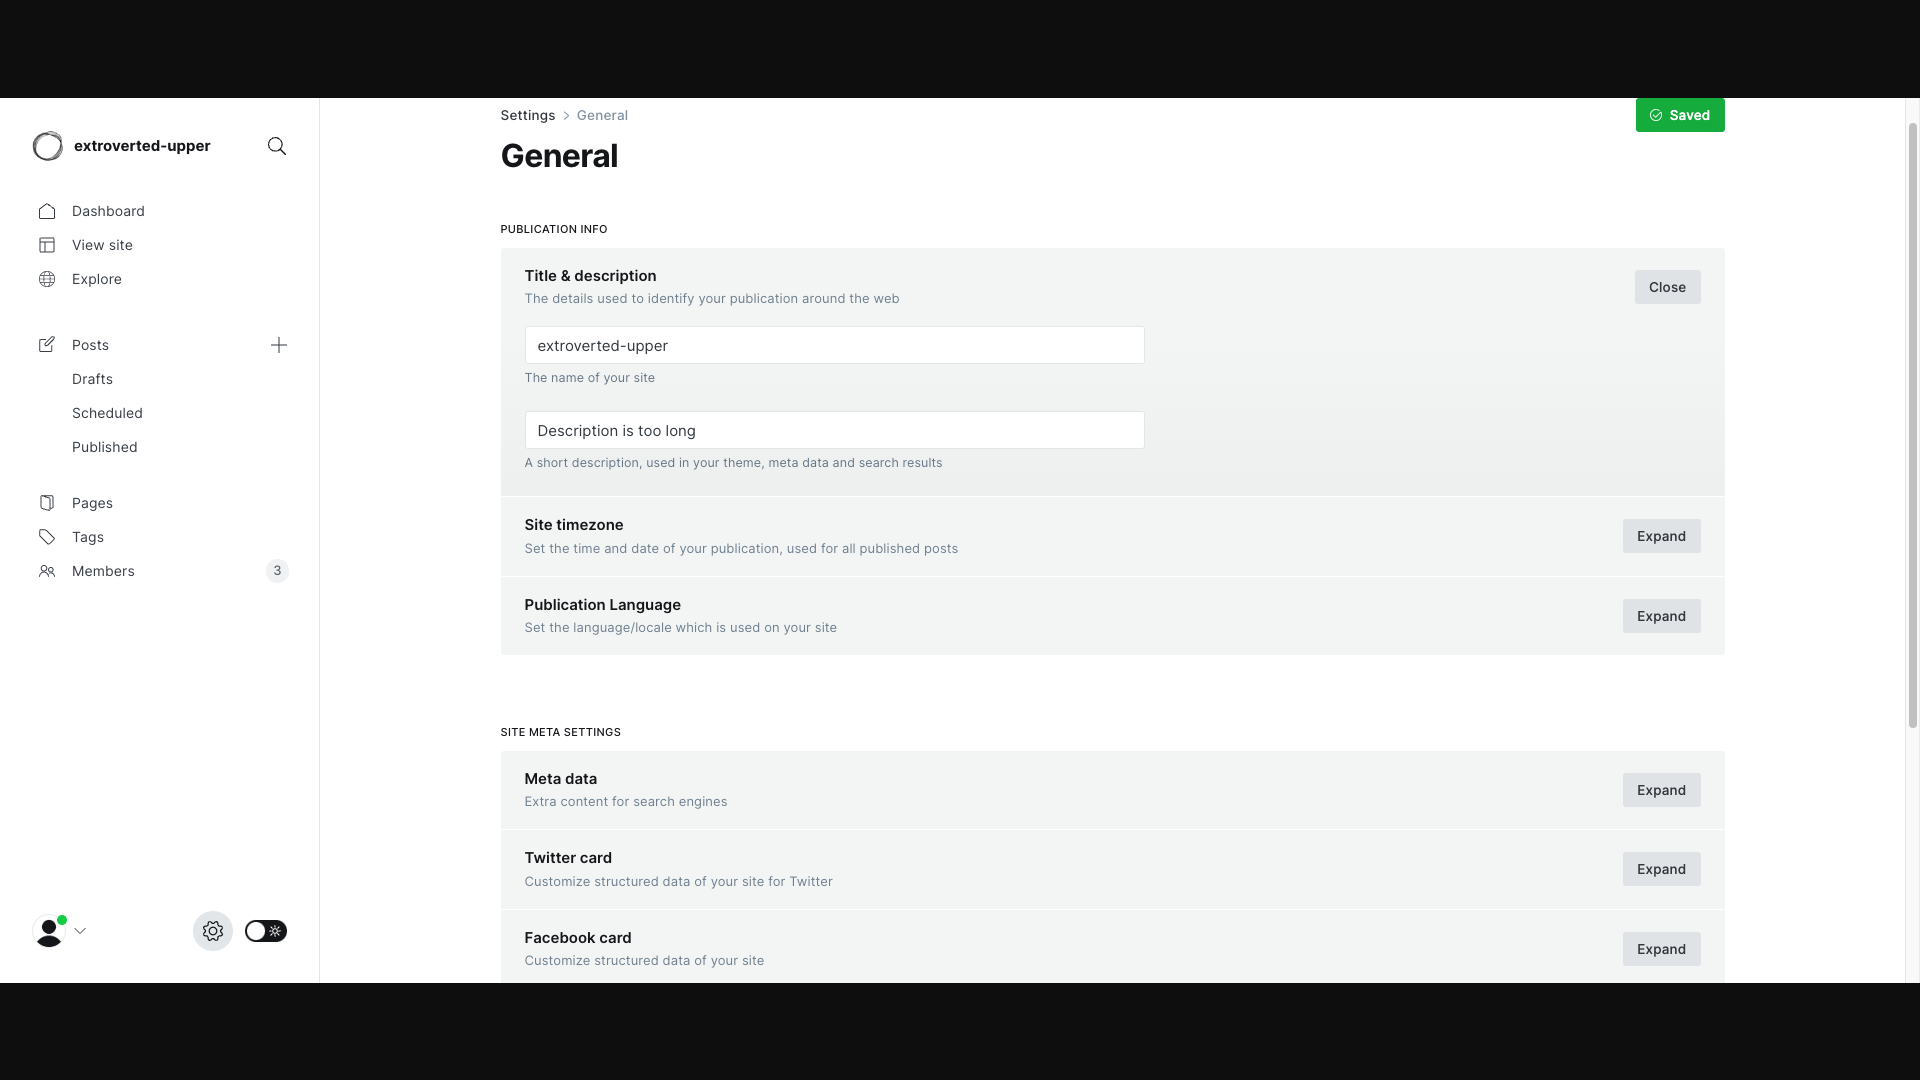 extroverted-upper
Dashboard
View site
Explore
Posts
Drafts
Scheduled
Published
Pages
Tags
Members
3
Settings > General
Saved
General
PUBLICATION INFO
Title & description
The details used to identify your publication around the web
Close
extroverted-upper
The name of your site
Description is too long
A short description, used in your theme, meta data and search results
Site timezone
Set the time and date of your publication, used for all published posts
Expand
Publication Language
Set the language/locale which is used on your site
Expand
SITE META SETTINGS
Meta data
Extra content for search engines
Expand
Twitter card
Customize structured data of your site for Twitter
Expand
Facebook card
Customize structured data of your site
Expand